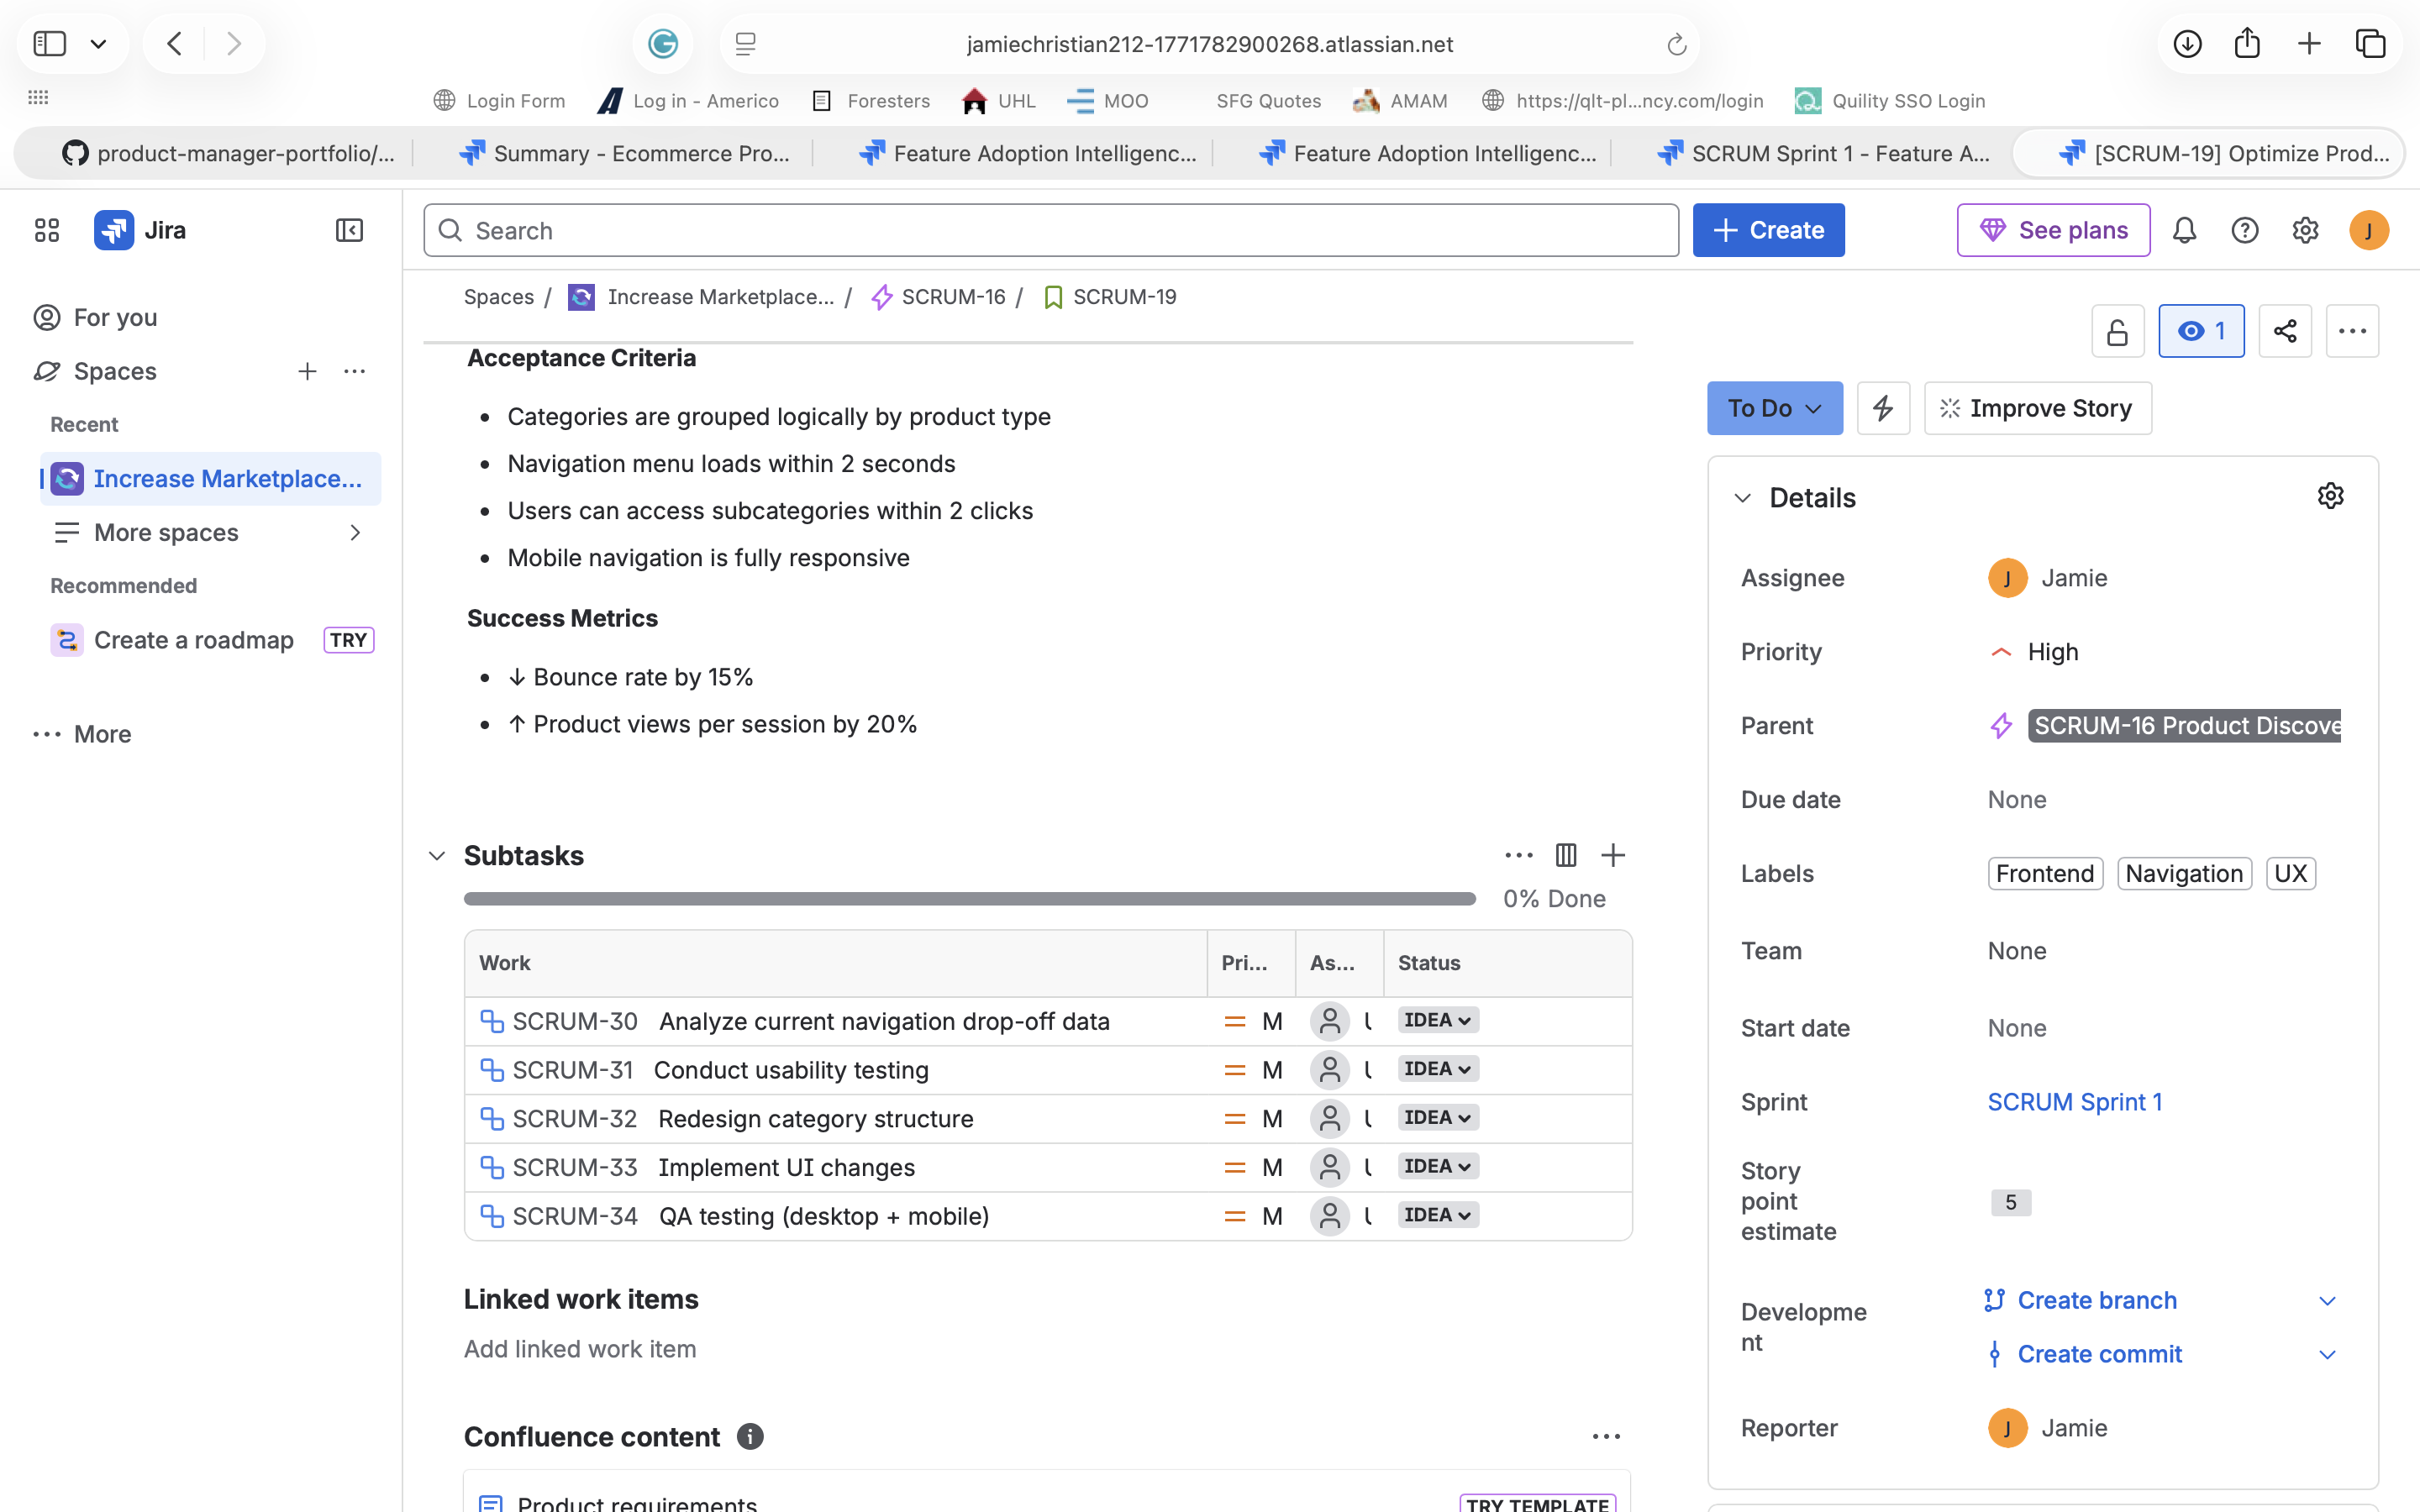 jamiechristian212-1771782900268.atlassian.net
Login Form
Log in - Americo
Foresters
UHL
MOO
SFG Quotes
AMAM
https://qlt-pl...ncy.com/login
Quility SSO Login
product-manager-portfolio/...
Summary - Ecommerce Pro...
Feature Adoption Intelligenc...
Feature Adoption Intelligenc...
SCRUM Sprint 1 - Feature A...
[SCRUM-19] Optimize Prod...
Jira
Search
Create
See plans
J
For you
Spaces
Recent
Increase Marketplace...
More spaces
Recommended
Create a roadmap TRY
More
Spaces / Increase Marketplace... / SCRUM-16 / SCRUM-19
1
Acceptance Criteria
• Categories are grouped logically by product type
• Navigation menu loads within 2 seconds
• Users can access subcategories within 2 clicks
• Mobile navigation is fully responsive
Success Metrics
• ↓ Bounce rate by 15%
• ↑ Product views per session by 20%
Subtasks
0% Done
Work Pri... As... Status
SCRUM-30 Analyze current navigation drop-off data M IDEA
SCRUM-31 Conduct usability testing M IDEA
SCRUM-32 Redesign category structure M IDEA
SCRUM-33 Implement UI changes M IDEA
SCRUM-34 QA testing (desktop + mobile) M IDEA
Linked work items
Add linked work item
Confluence content
Product requirements TRY TEMPLATE
To Do
Improve Story
Details
Assignee J Jamie
Priority High
Parent SCRUM-16 Product Discove
Due date None
Labels Frontend Navigation UX
Team None
Start date None
Sprint SCRUM Sprint 1
Story
point
estimate
5
Developme
nt
Create branch
Create commit
Reporter J Jamie